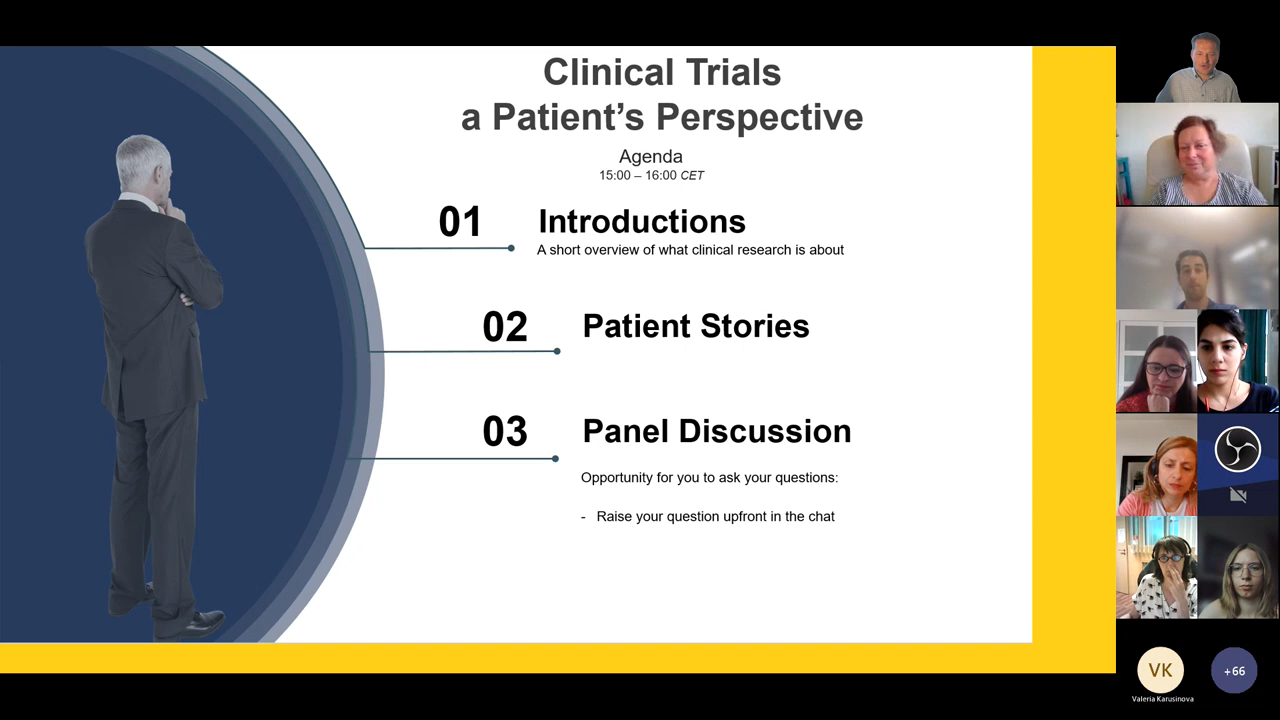 Clinical Trials
a Patient’s Perspective
Agenda
15:00 – 16:00 CET
01 Introductions
A short overview of what clinical research is about
02 Patient Stories
03 Panel Discussion
Opportunity for you to ask your questions:
- Raise your question upfront in the chat
VK
Valeria Karusinova
+66